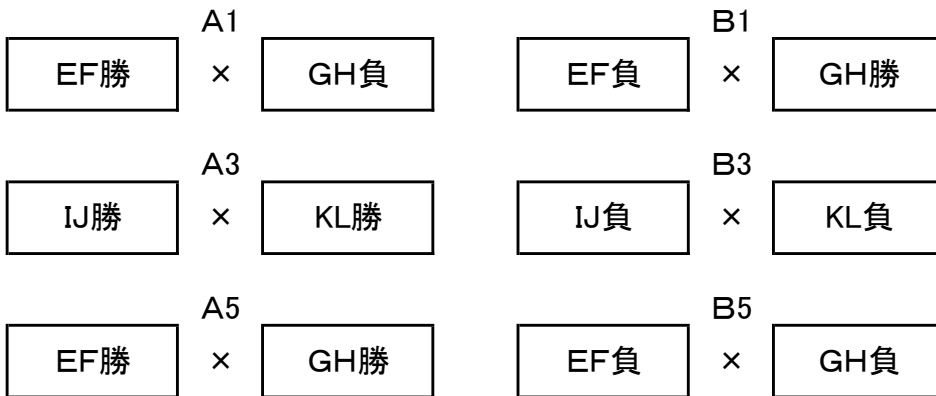 A1 B1
EF勝 × GH負 EF負 × GH勝
A3 B3
IJ勝 × KL勝 IJ負 × KL負
A5 B5
EF勝 × GH勝 EF負 × GH負